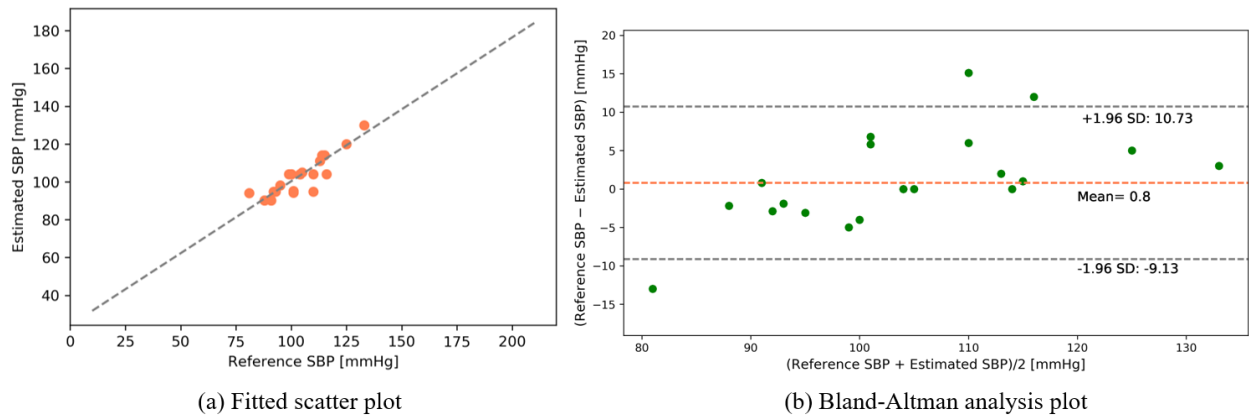 180
160
140
120
100
80
60
40
Estimated SBP [mmHg]
0 25 50 75 100 125 150 175 200
Reference SBP [mmHg]
(a) Fitted scatter plot
20
15
10
5
0
−5
−10
−15
(Reference SBP − Estimated SBP) [mmHg]
+1.96 SD: 10.73
Mean= 0.8
-1.96 SD: -9.13
80 90 100 110 120 130
(Reference SBP + Estimated SBP)/2 [mmHg]
(b) Bland-Altman analysis plot